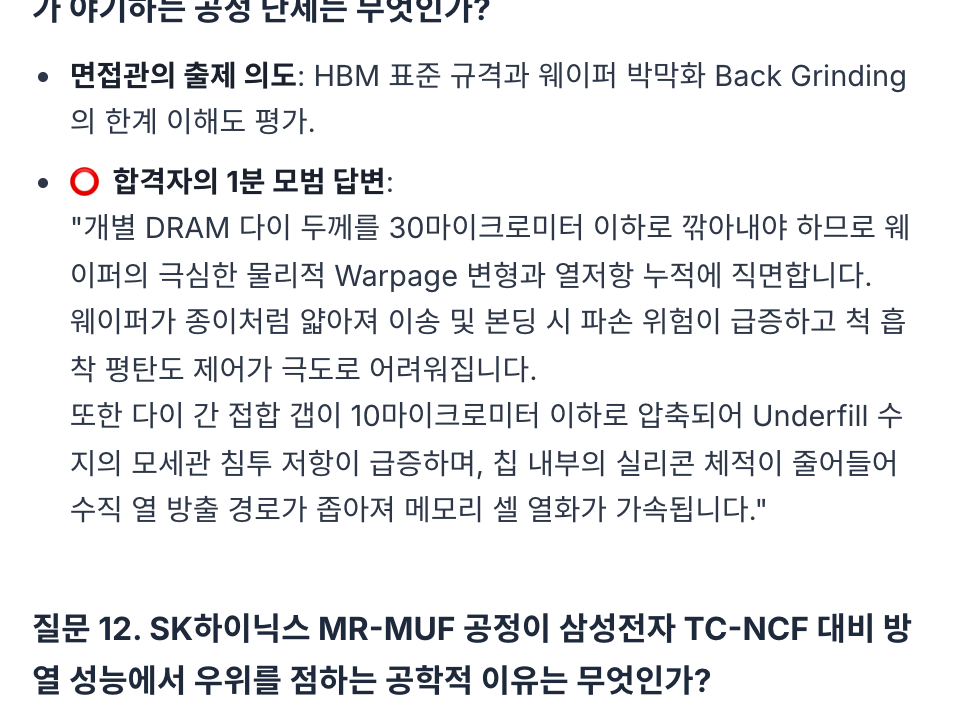 가 야기하는 공정 난제는 무엇인가?
• 면접관의 출제 의도: HBM 표준 규격과 웨이퍼 박막화 Back Grinding
의 한계 이해도 평가.
• ⭕ 합격자의 1분 모범 답변:
"개별 DRAM 다이 두께를 30마이크로미터 이하로 깎아내야 하므로 웨
이퍼의 극심한 물리적 Warpage 변형과 열저항 누적에 직면합니다.
웨이퍼가 종이처럼 얇아져 이송 및 본딩 시 파손 위험이 급증하고 척 흡
착 평탄도 제어가 극도로 어려워집니다.
또한 다이 간 접합 갭이 10마이크로미터 이하로 압축되어 Underfill 수
지의 모세관 침투 저항이 급증하며, 칩 내부의 실리콘 체적이 줄어들어
수직 열 방출 경로가 좁아져 메모리 셀 열화가 가속됩니다."
질문 12. SK하이닉스 MR-MUF 공정이 삼성전자 TC-NCF 대비 방
열 성능에서 우위를 점하는 공학적 이유는 무엇인가?